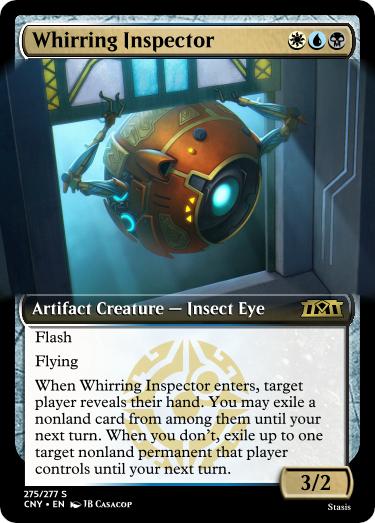 Whirring Inspector
Artifact Creature — Insect Eye
Flash
Flying
When Whirring Inspector enters, target
player reveals their hand. You may exile a
nonland card from among them until your
next turn. When you don't, exile up to one
target nonland permanent that player
controls until your next turn.
3/2
275/277 S
CNY • EN JB Casacop
Stasis